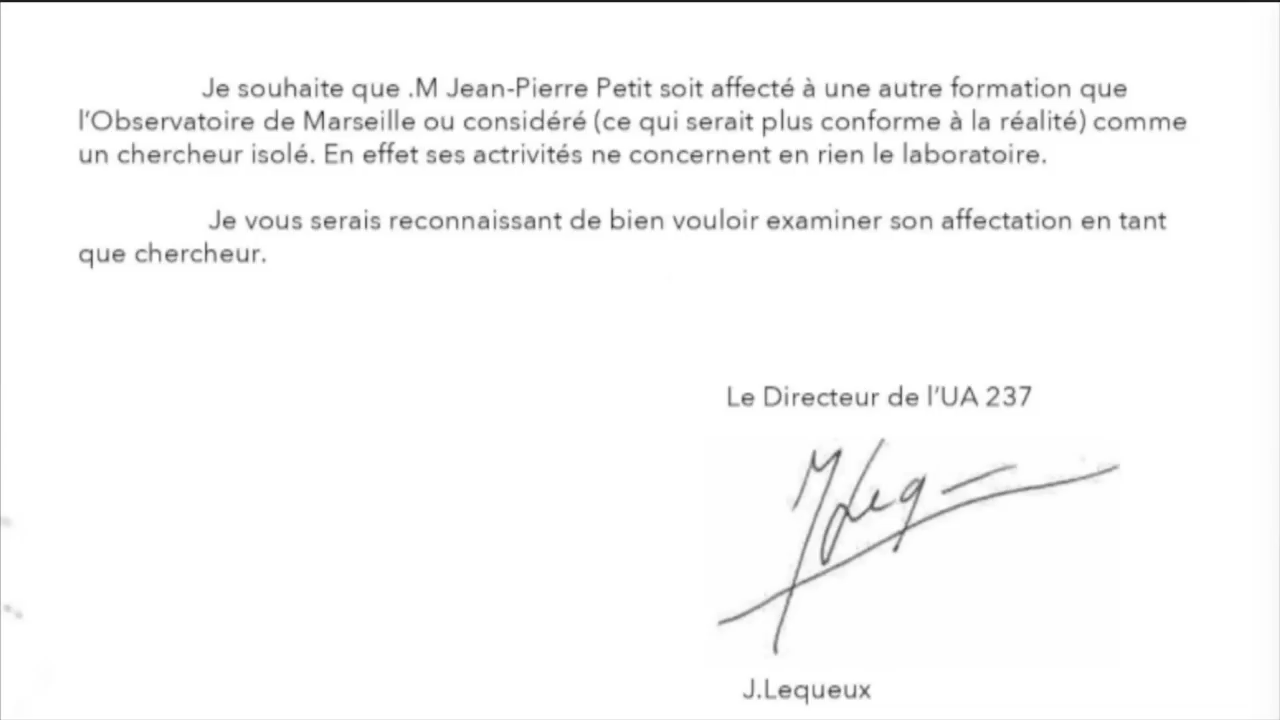 Je souhaite que .M Jean-Pierre Petit soit affecté à une autre formation que
l'Observatoire de Marseille ou considéré (ce qui serait plus conforme à la réalité) comme
un chercheur isolé. En effet ses actrivités ne concernent en rien le laboratoire.
Je vous serais reconnaissant de bien vouloir examiner son affectation en tant
que chercheur.
Le Directeur de l'UA 237
J.Lequeux